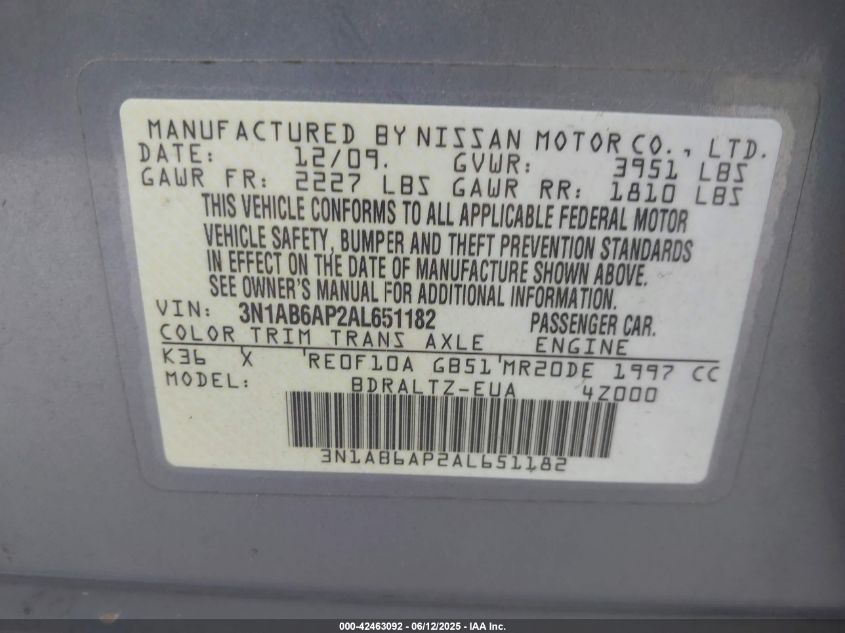 MANUFACTURED BY NISSAN MOTOR CO., LTD.
DATE: 12/09. GVWR: 3951 LBS
GAWR FR: 2227 LBS GAWR RR: 1810 LBS
THIS VEHICLE CONFORMS TO ALL APPLICABLE FEDERAL MOTOR
VEHICLE SAFETY, BUMPER AND THEFT PREVENTION STANDARDS
IN EFFECT ON THE DATE OF MANUFACTURE SHOWN ABOVE.
SEE OWNER'S MANUAL FOR ADDITIONAL INFORMATION.
VIN: 3N1AB6AP2AL651182 PASSENGER CAR.
COLOR TRIM TRANS AXLE ENGINE
K36 X RE0F10A GB51 MR20DE 1997 CC
MODEL: BDRALTZ-EUA 4Z000
3N1AB6AP2AL651182
000-42463092 - 06/12/2025 - IAA Inc.